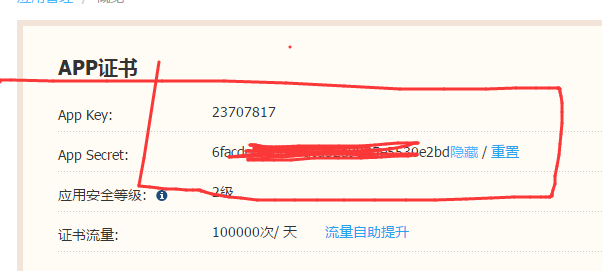 APP证书
App Key: 23707817
App Secret: 6facd e2bd隐藏 / 重置
应用安全等级: 2级
证书流量: 100000次/ 天 流量自助提升